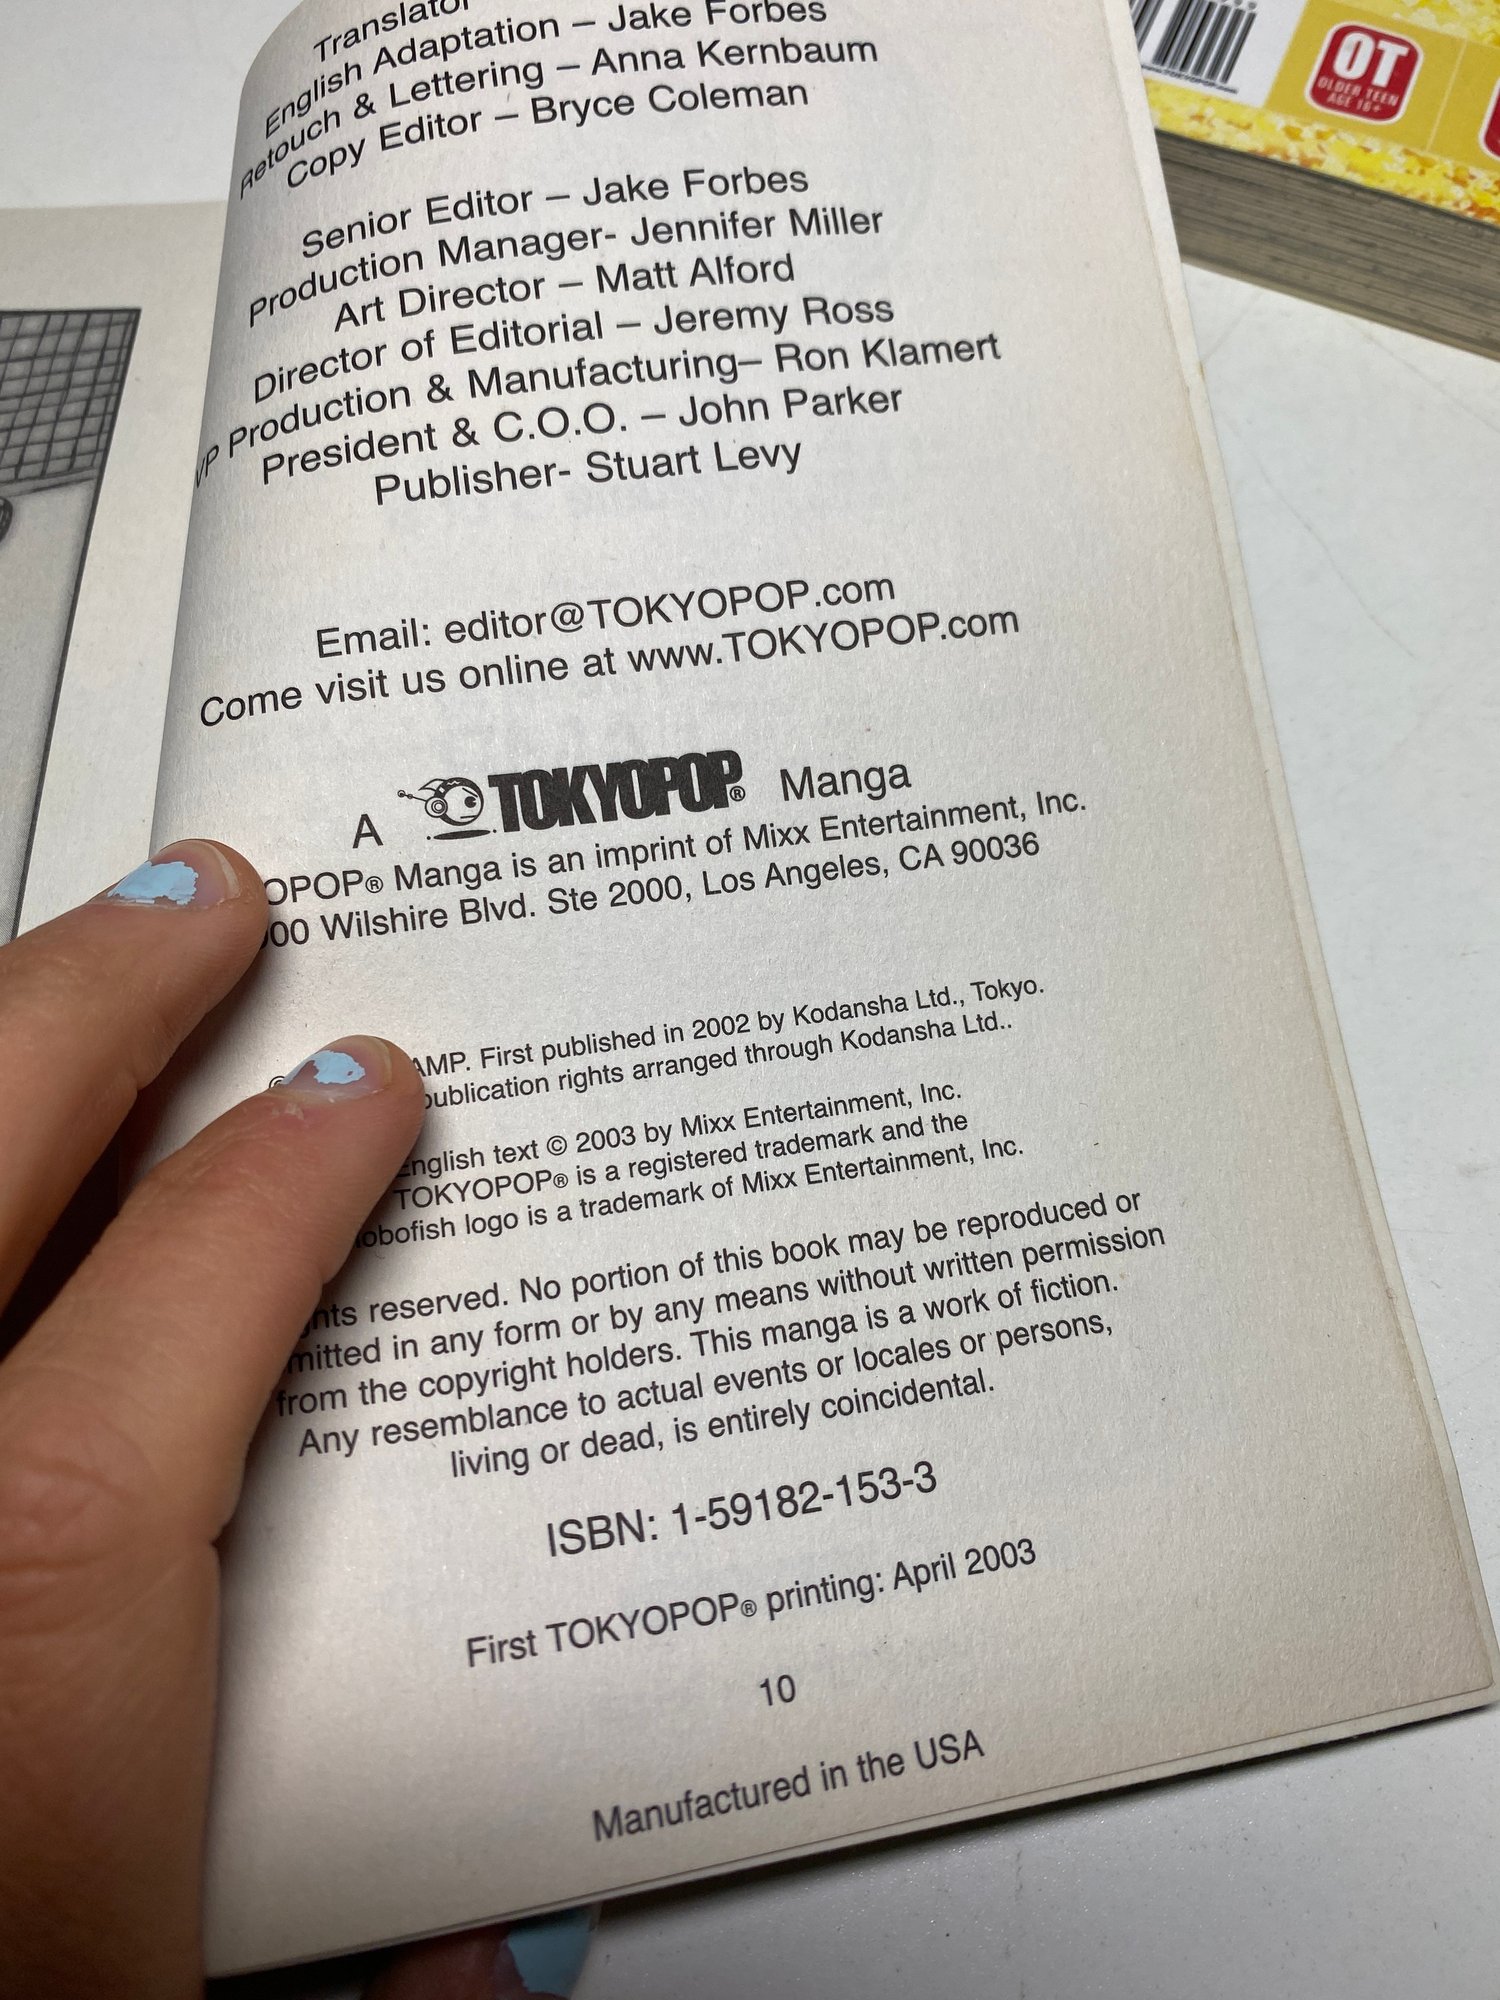 Translator
English Adaptation – Jake Forbes
Retouch & Lettering – Anna Kernbaum
Copy Editor – Bryce Coleman
Senior Editor – Jake Forbes
Production Manager- Jennifer Miller
Art Director – Matt Alford
Director of Editorial – Jeremy Ross
VP Production & Manufacturing– Ron Klamert
President & C.O.O. – John Parker
Publisher- Stuart Levy
Email: editor@TOKYOPOP.com
Come visit us online at www.TOKYOPOP.com
A TOKYOPOP® Manga
OPOP® Manga is an imprint of Mixx Entertainment, Inc.
00 Wilshire Blvd. Ste 2000, Los Angeles, CA 90036
© AMP. First published in 2002 by Kodansha Ltd., Tokyo.
publication rights arranged through Kodansha Ltd..
English text © 2003 by Mixx Entertainment, Inc.
TOKYOPOP® is a registered trademark and the
obofish logo is a trademark of Mixx Entertainment, Inc.
hts reserved. No portion of this book may be reproduced or
mitted in any form or by any means without written permission
from the copyright holders. This manga is a work of fiction.
Any resemblance to actual events or locales or persons,
living or dead, is entirely coincidental.
ISBN: 1-59182-153-3
First TOKYOPOP® printing: April 2003
10
Manufactured in the USA
OT
OLDER TEEN
AGE 16+